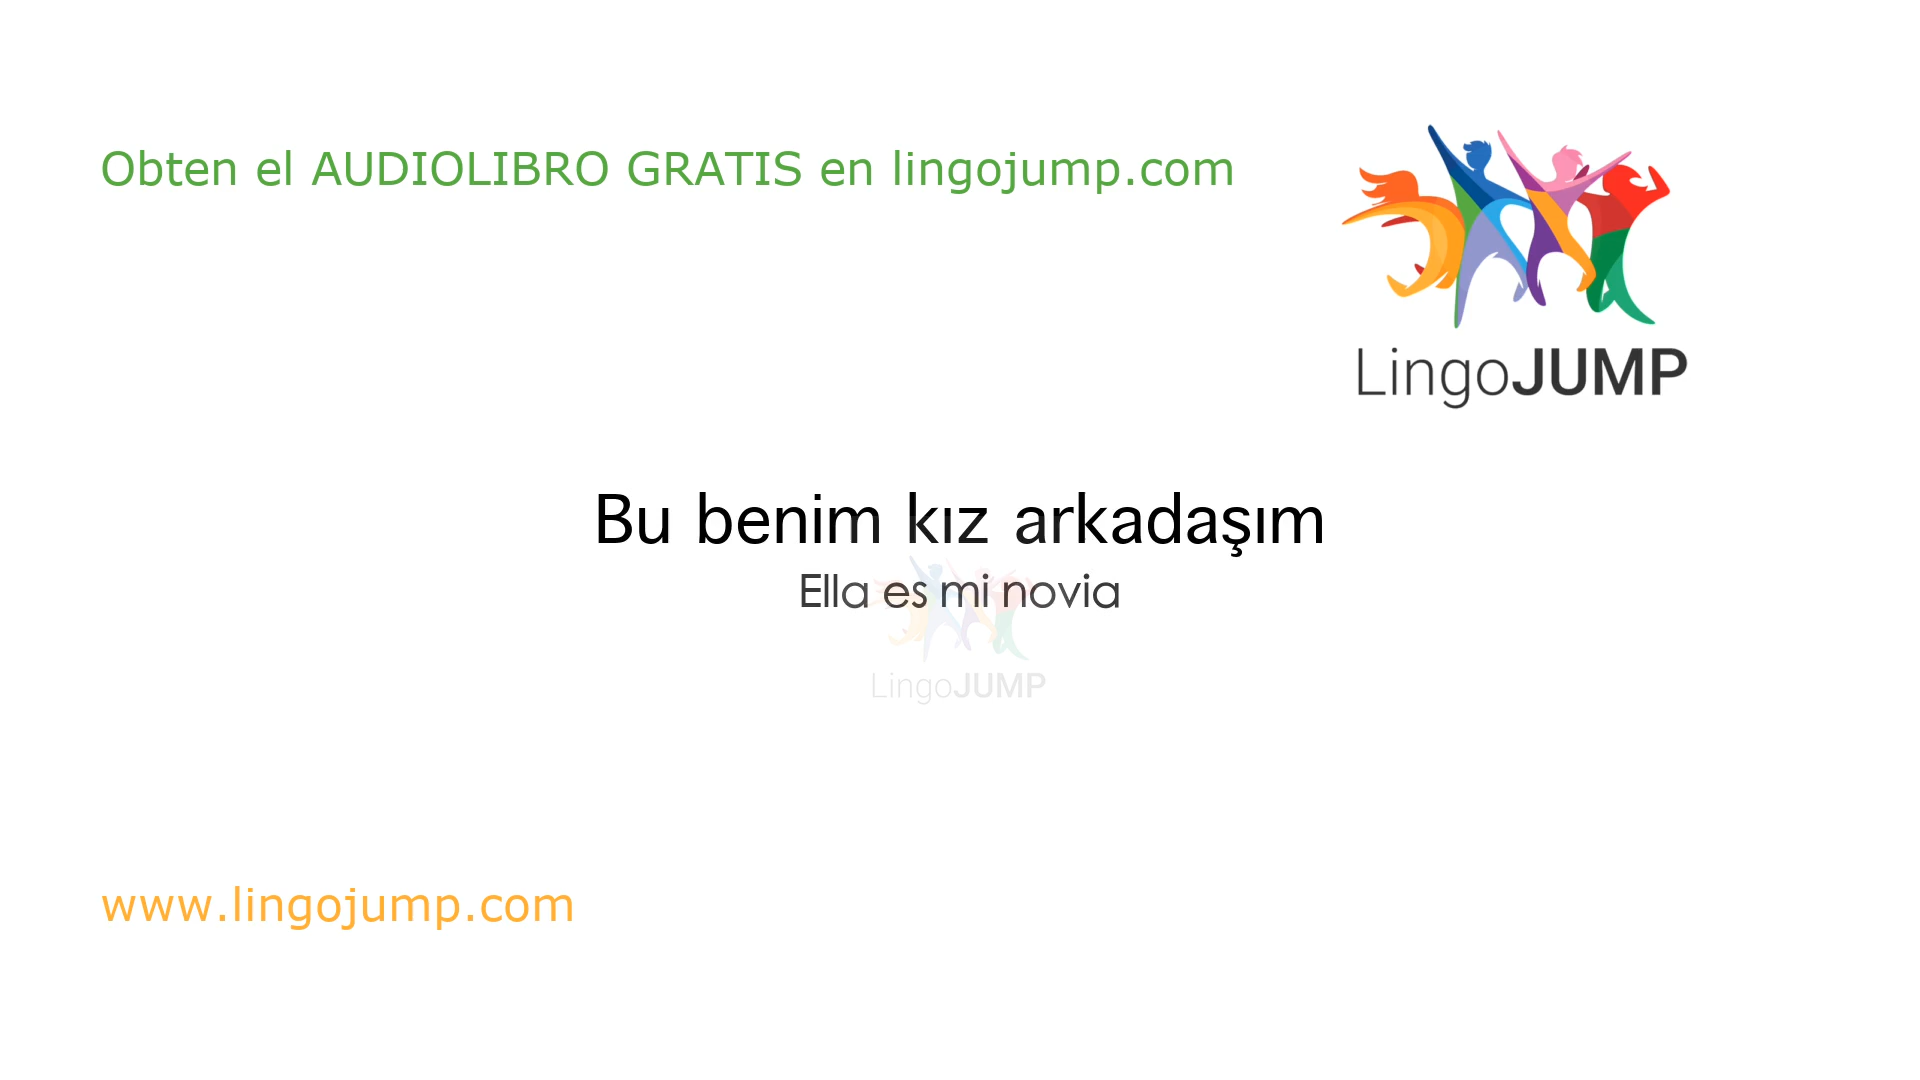 Obten el AUDIOLIBRO GRATIS en lingojump.com
LingoJUMP
Bu benim kız arkadaşım
Ella es mi novia
LingoJUMP
www.lingojump.com